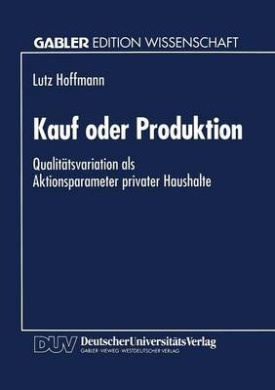 GABLER EDITION WISSENSCHAFT
Lutz Hoffmann
Kauf oder Produktion
Qualitätsvariation als
Aktionsparameter privater Haushalte
DUV DeutscherUniversitätsVerlag
GABLER·VIEWEG·WESTDEUTSCHER VERLAG